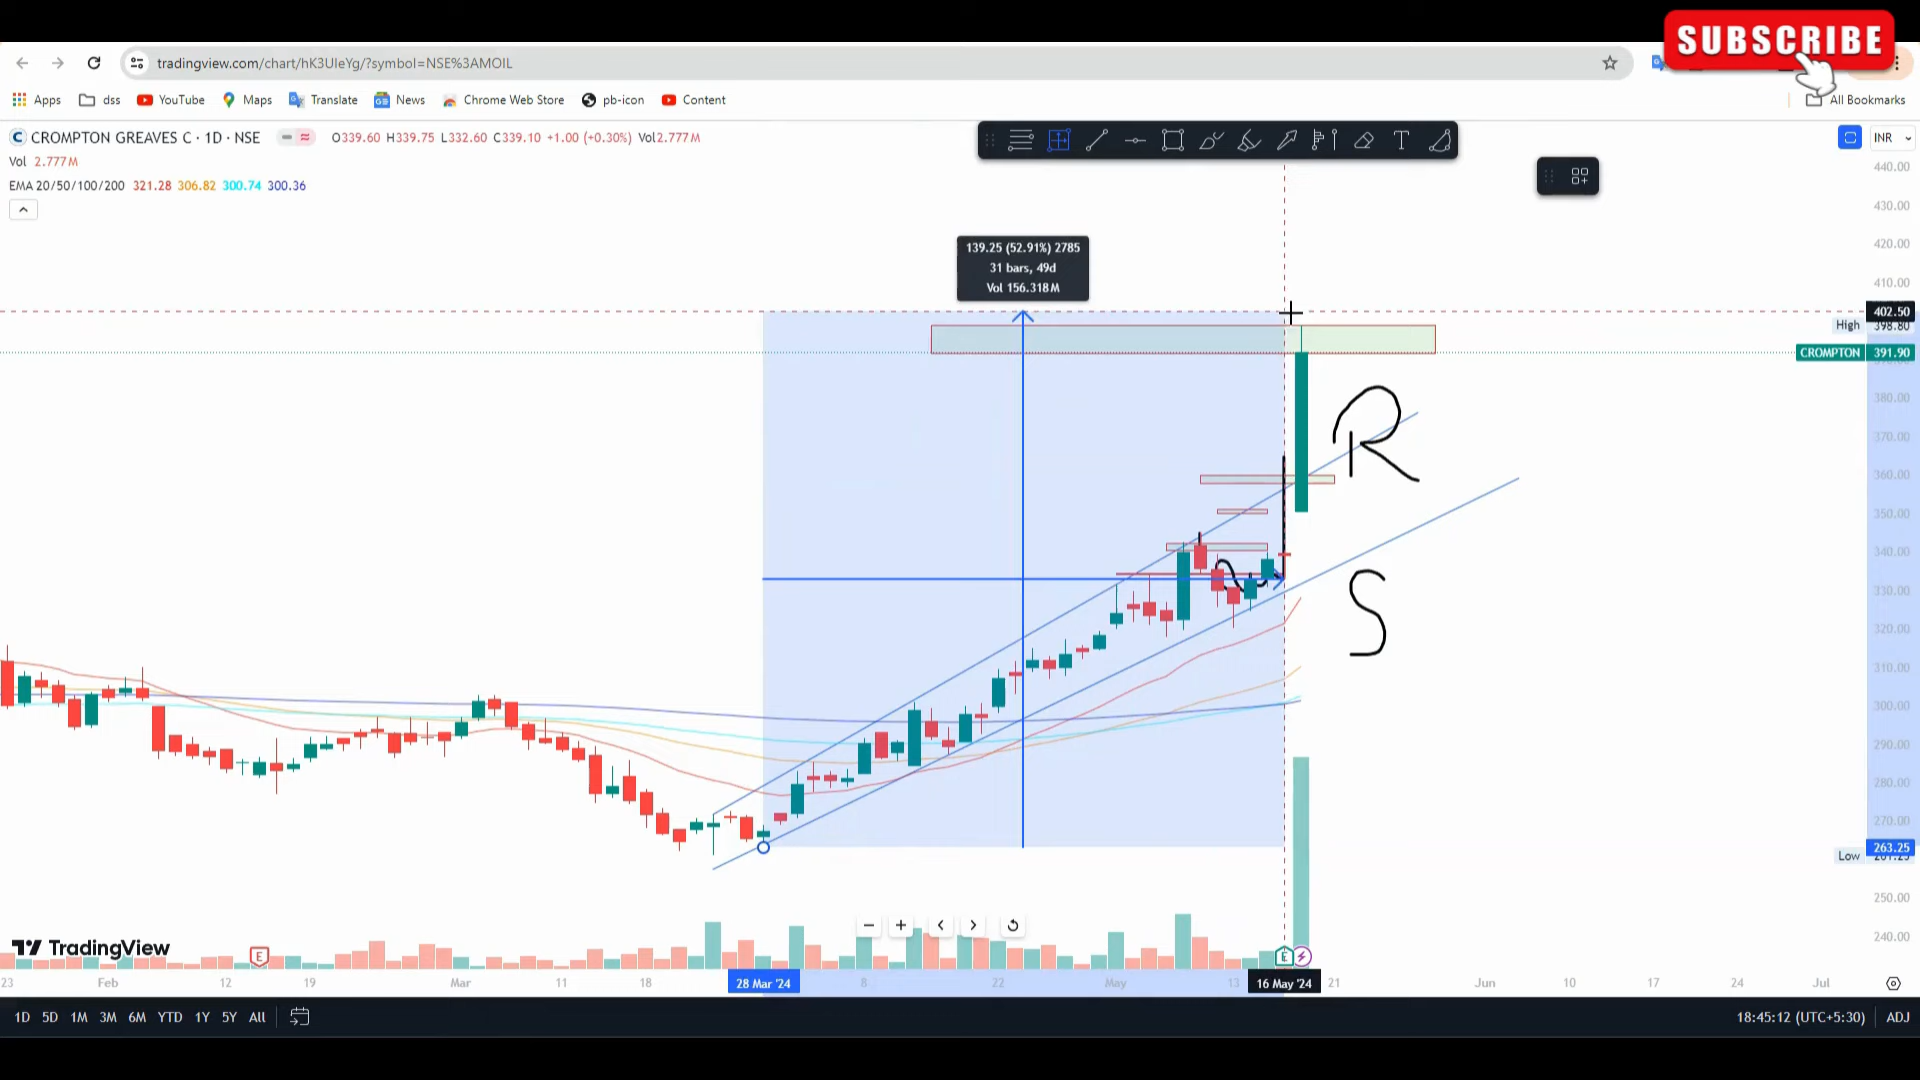 SUBSCRIBE
tradingview.com/chart/hK3UleYg/?symbol=NSE%3AMOIL
Apps dss YouTube Maps Translate News Chrome Web Store pb-icon Content All Bookmarks
CROMPTON GREAVES C · 1D · NSE O339.60 H339.75 L332.60 C339.10 +1.00 (+0.30%) Vol2.777M
INR
Vol 2.777M
EMA 20/50/100/200 321.28 306.82 300.74 300.36
440.00
430.00
420.00
410.00
139.25 (52.91%) 2785
31 bars, 49d
Vol 156.318M
402.50
High 398.80
CROMPTON 391.90
380.00
370.00
R
360.00
350.00
340.00
330.00
S
320.00
310.00
300.00
290.00
280.00
270.00
263.25
Low
250.00
240.00
TradingView
E
E
23 Feb 12 19 Mar 11 18 28 Mar '24 8 22 May 13 16 May '24 21 Jun 10 17 24 Jul
1D 5D 1M 3M 6M YTD 1Y 5Y All 18:45:12 (UTC+5:30) ADJ